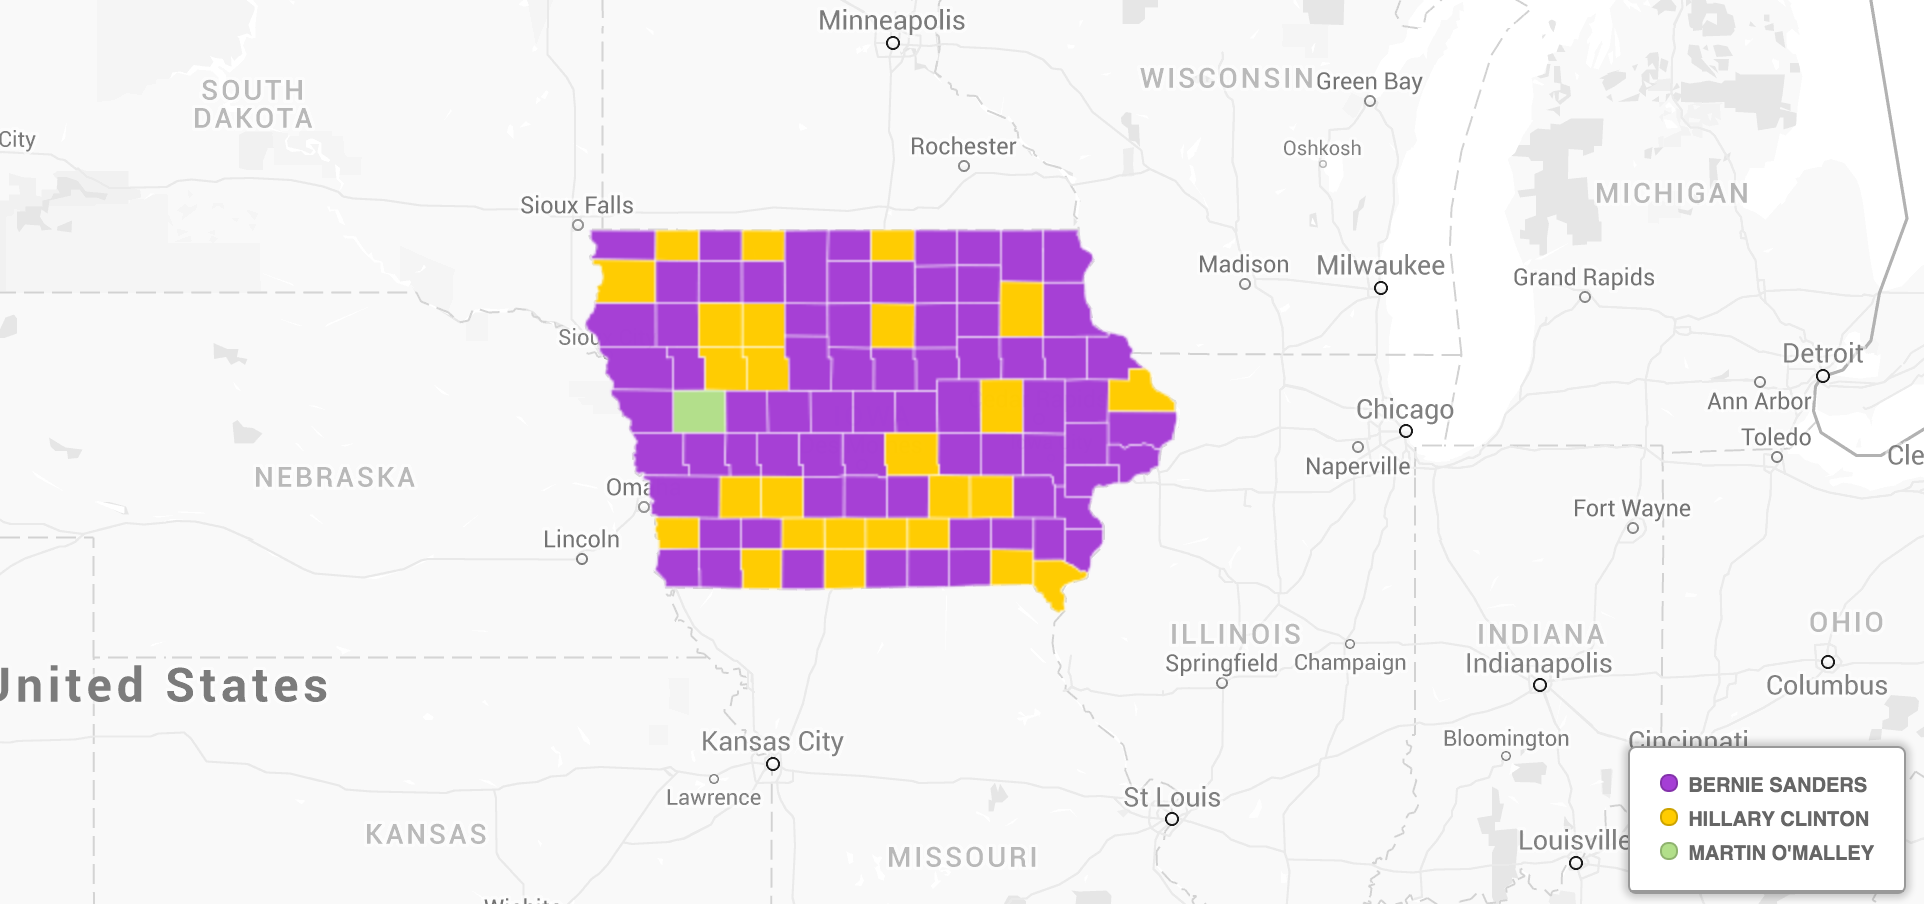 Minneapolis
WISCONSIN
Green Bay
SOUTH
DAKOTA
City
Rochester
Oshkosh
MICHIGAN
Sioux Falls
Madison
Milwaukee
Grand Rapids
Siou
Detroit
Ann Arbor
Chicago
Toledo
Naperville
Cle
NEBRASKA
Oma
Fort Wayne
Lincoln
ILLINOIS
INDIANA
OHIO
Springfield
Champaign
Indianapolis
United States
Columbus
Kansas City
Bloomington
Cincinnati
Lawrence
St Louis
KANSAS
MISSOURI
Louisville
BERNIE SANDERS
HILLARY CLINTON
MARTIN O'MALLEY